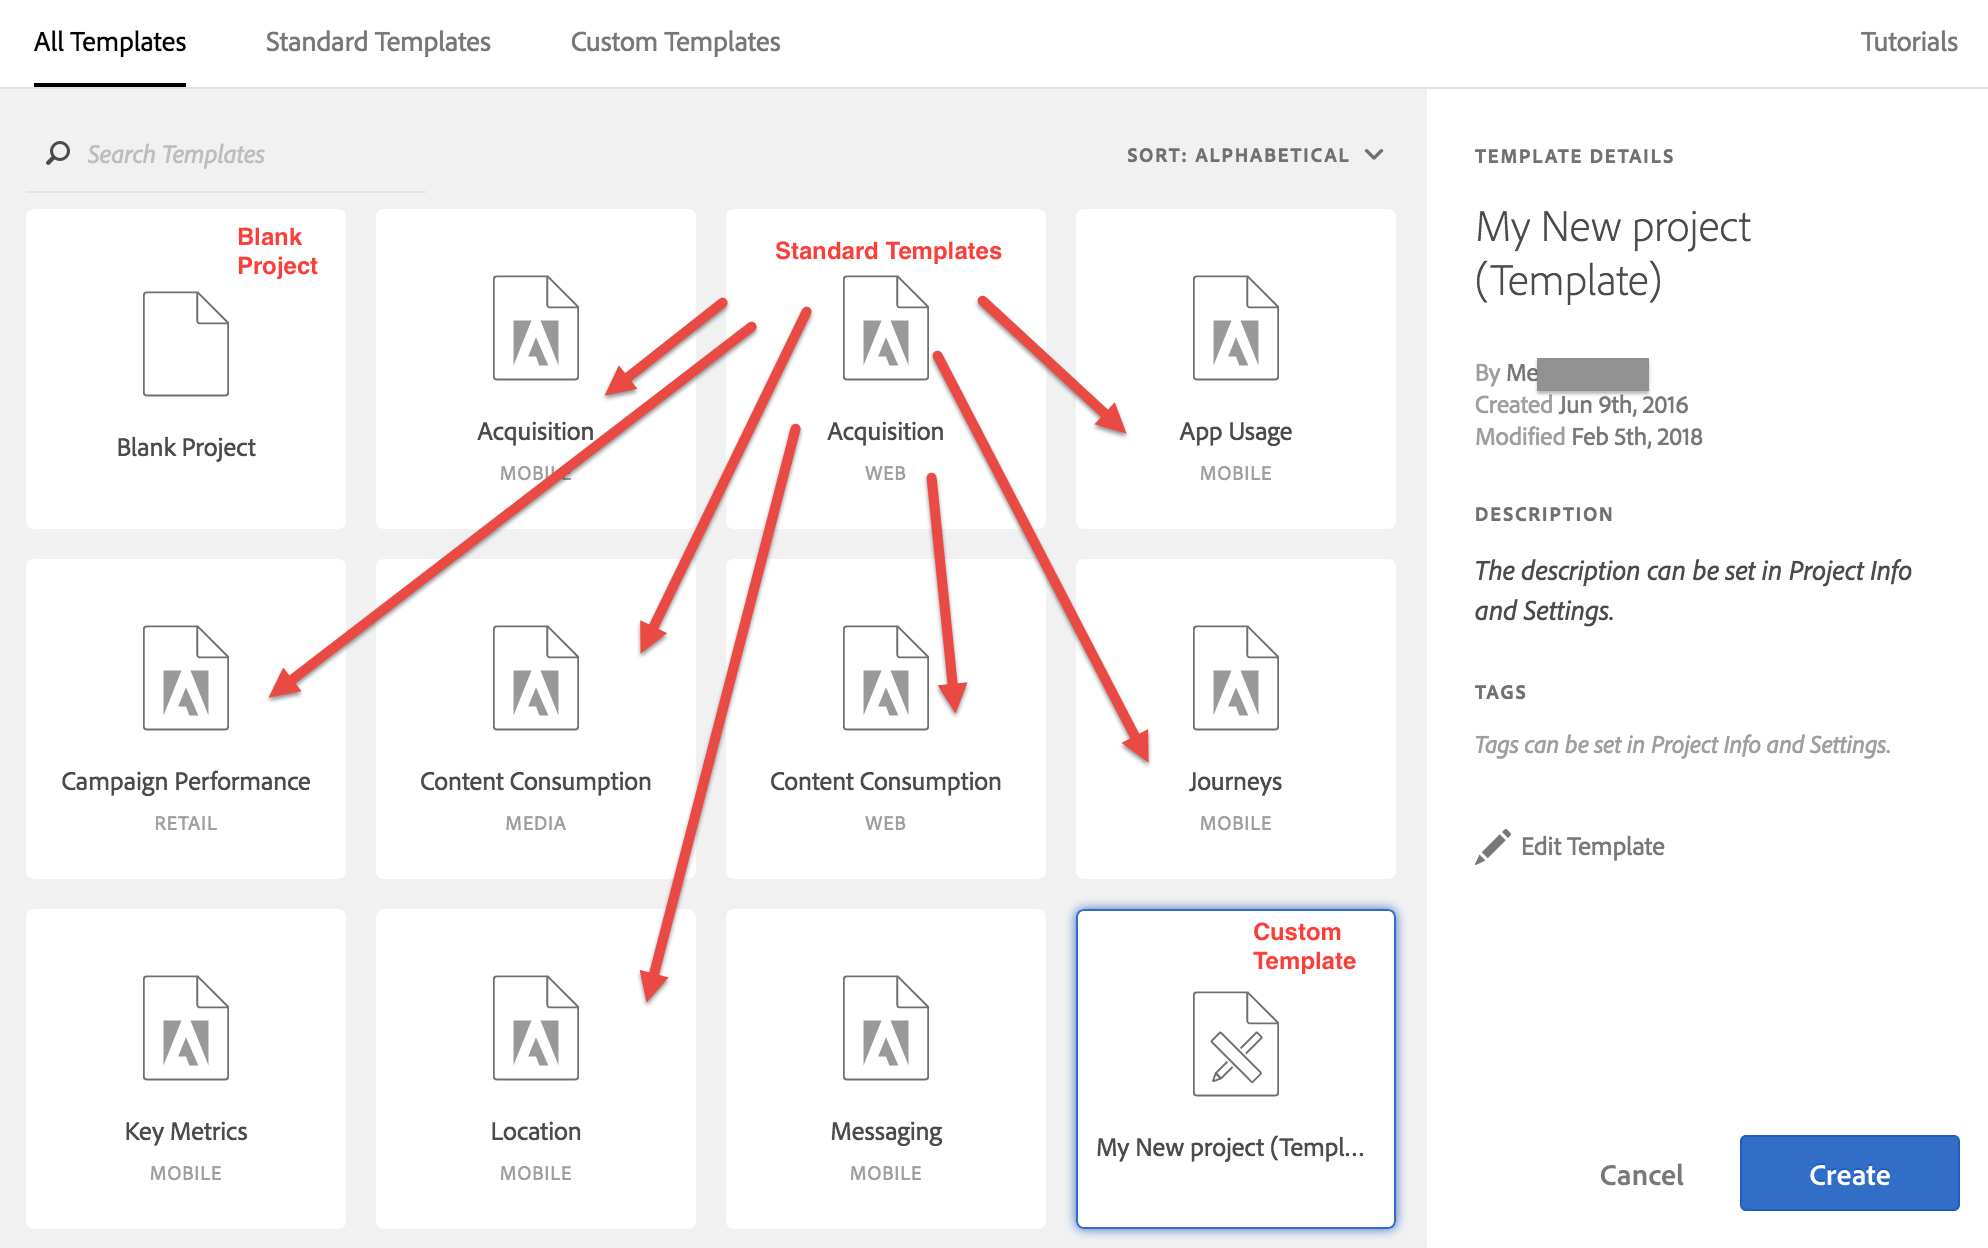 All Templates
Standard Templates
Custom Templates
Tutorials
Search Templates
SORT: ALPHABETICAL
Blank
Project
Blank Project
Acquisition
MOBILE
Standard Templates
Acquisition
WEB
App Usage
MOBILE
Campaign Performance
RETAIL
Content Consumption
MEDIA
Content Consumption
WEB
Journeys
MOBILE
Key Metrics
MOBILE
Location
MOBILE
Messaging
MOBILE
Custom
Template
My New project (Templ...
TEMPLATE DETAILS
My New project
(Template)
By Me
Created Jun 9th, 2016
Modified Feb 5th, 2018
DESCRIPTION
The description can be set in Project Info
and Settings.
TAGS
Tags can be set in Project Info and Settings.
Edit Template
Cancel
Create